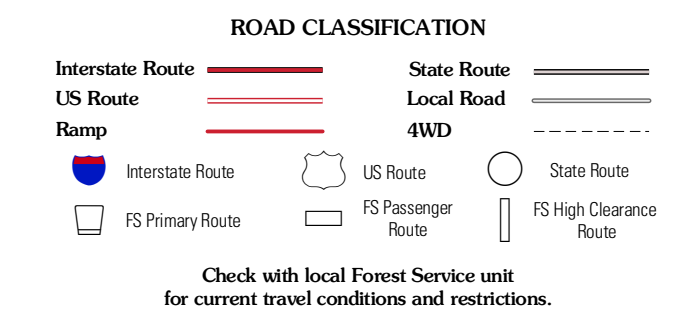 ROAD CLASSIFICATION
Interstate Route
State Route
US Route
Local Road
Ramp
4WD
Interstate Route
US Route
State Route
FS Primary Route
FS Passenger
Route
FS High Clearance
Route
Check with local Forest Service unit
for current travel conditions and restrictions.